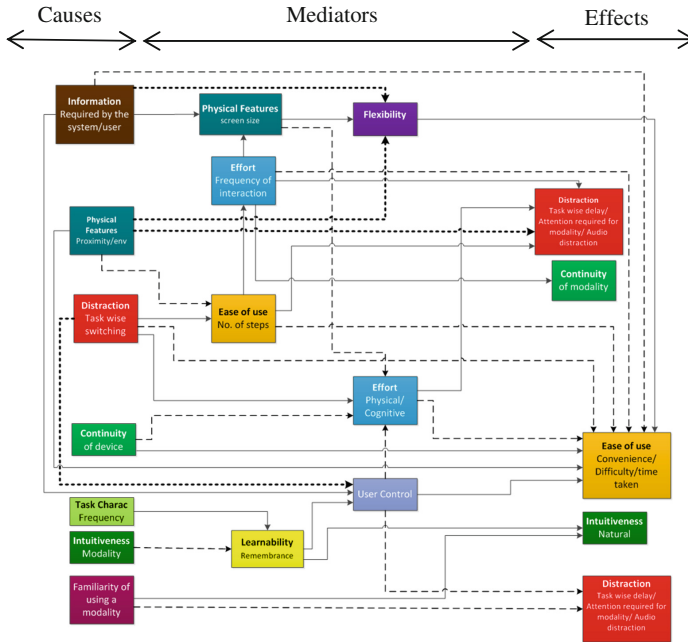 Causes
Mediators
Effects
Information
Required by the
system/user
Physical Features
screen size
Flexibility
Effort
Frequency of
interaction
Distraction
Task wise delay/
Attention required for
modality/ Audio
distraction
Physical
Features
Proximity/env
Continuity
of modality
Distraction
Task wise
switching
Ease of use
No. of steps
Effort
Physical/
Cognitive
Continuity
of device
Ease of use
Convenience/
Difficulty/time
taken
User Control
Task Charac
Frequency
Intuitiveness
Natural
Intuitiveness
Modality
Learnability
Remembrance
Familiarity of
using a
modality
Distraction
Task wise delay/
Attention required for
modality/ Audio
distraction